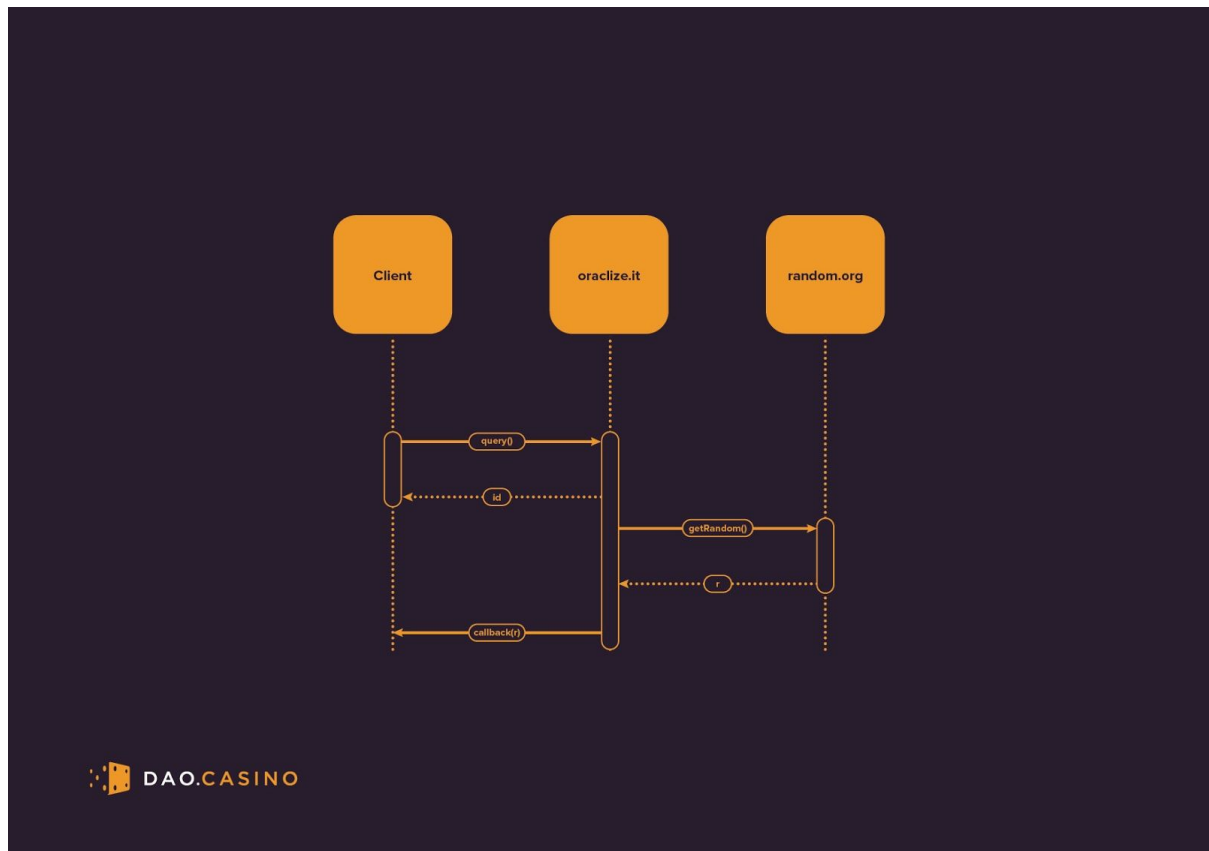 Client
oraclize.it
random.org
query()
id
getRandom()
r
callback(r)
DAO.CASINO